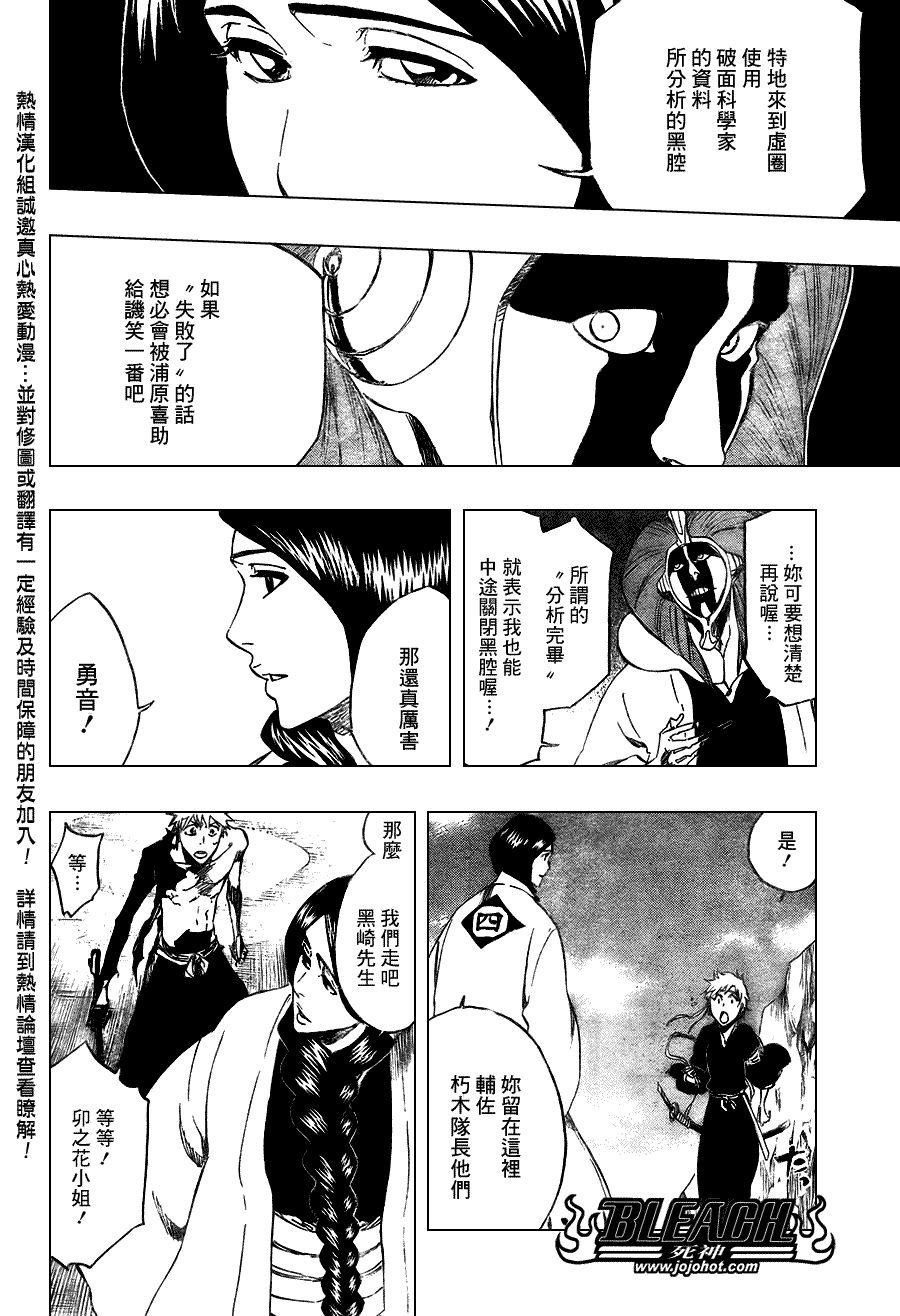 特地來到虛圈
使用
破面科學家
的資料
所分析的黑腔
如果
〝失敗了〞的話
想必會被浦原喜助
給譏笑一番吧
…妳可要想清楚
再說喔…
所謂的
〝分析完畢〞
就表示我也能
中途關閉黑腔喔…！
那還真厲害
勇音！
是！
妳留在這裡
輔佐
朽木隊長他們
たっ
那麼
我們走吧
黑崎先生
等…
等等！
卯之花小姐！
四
熱情漢化組誠邀真心熱愛動漫…並對修圖或翻譯有一定經驗及時間保障的朋友加入！ 詳情請到熱情論壇查看瞭解！
BLEACH
死神
www.jojohot.com